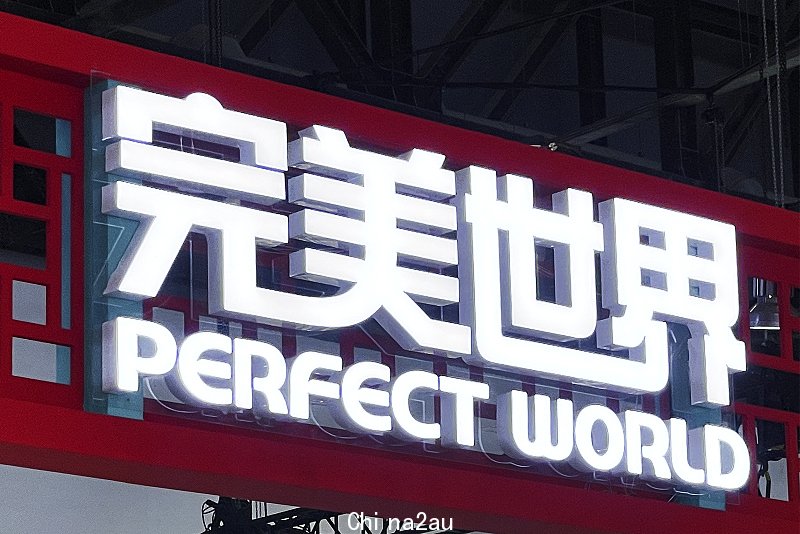 完美世界
PERFECT WORLD
China2au